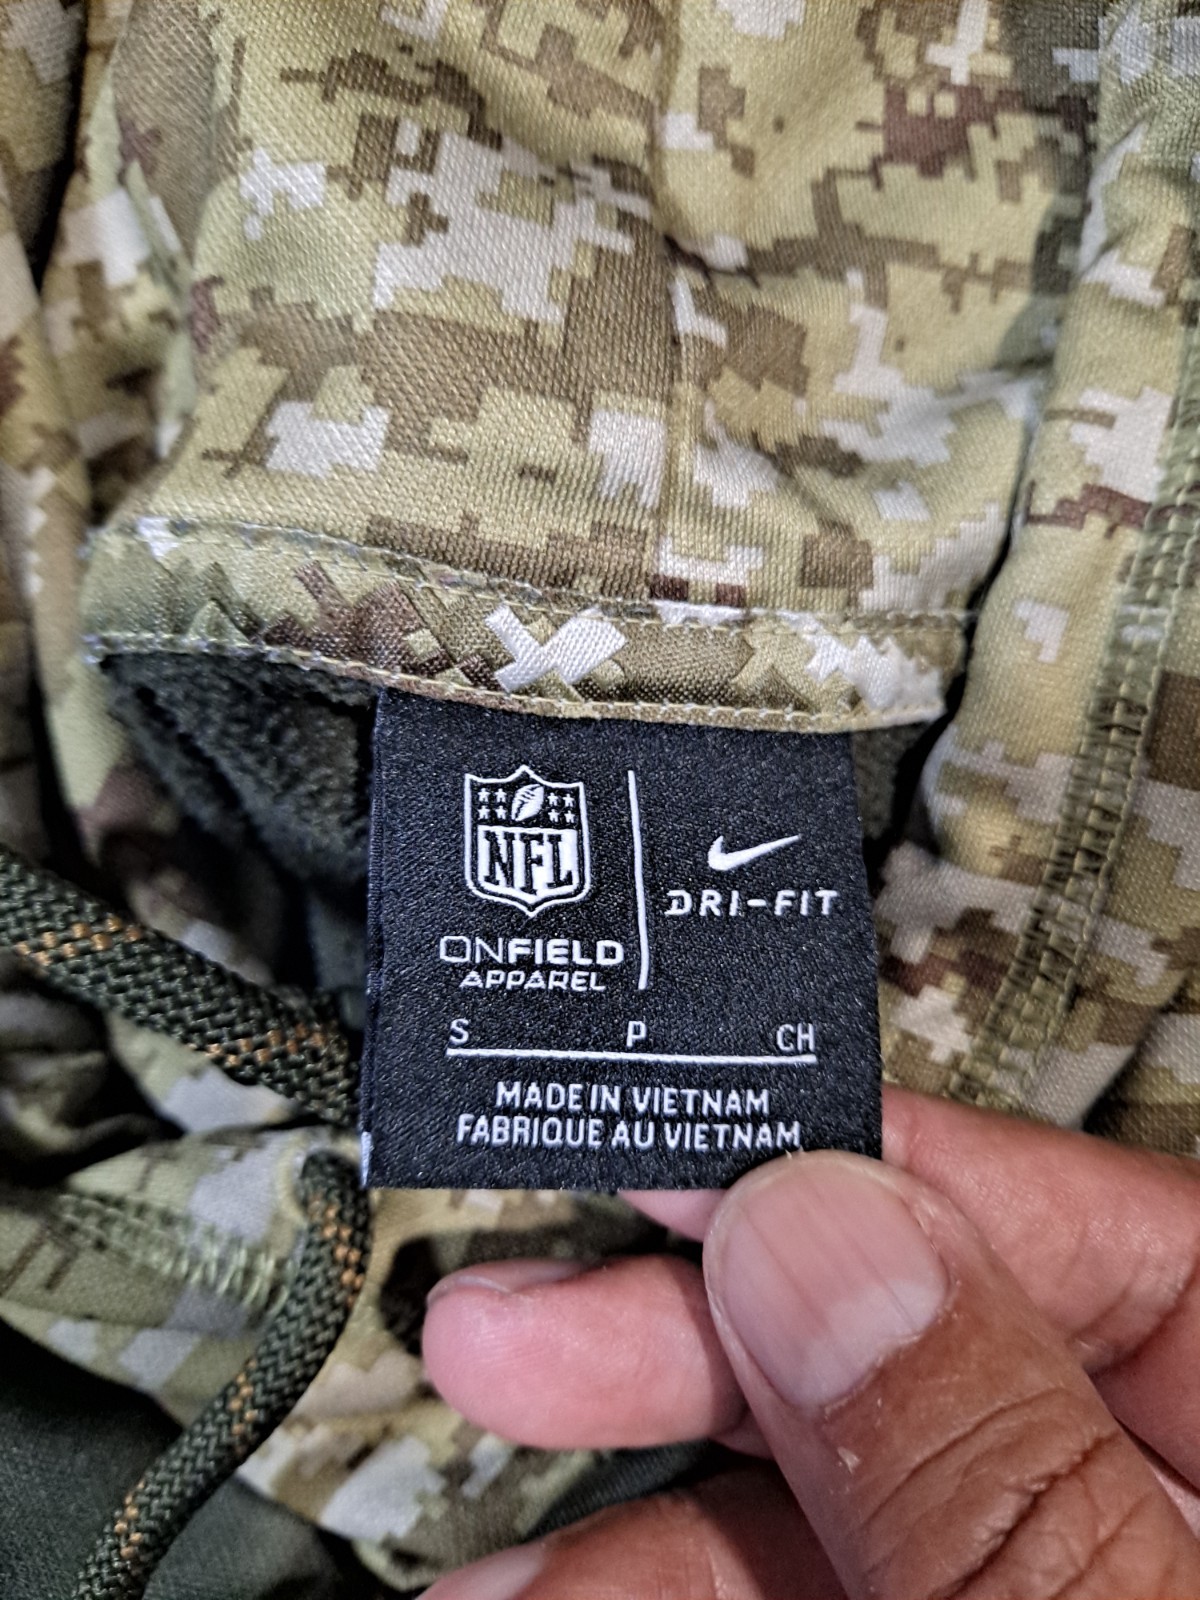 NFL
ONFIELD
APPAREL
DRI-FIT
S P CH
MADE IN VIETNAM
FABRIQUE AU VIETNAM